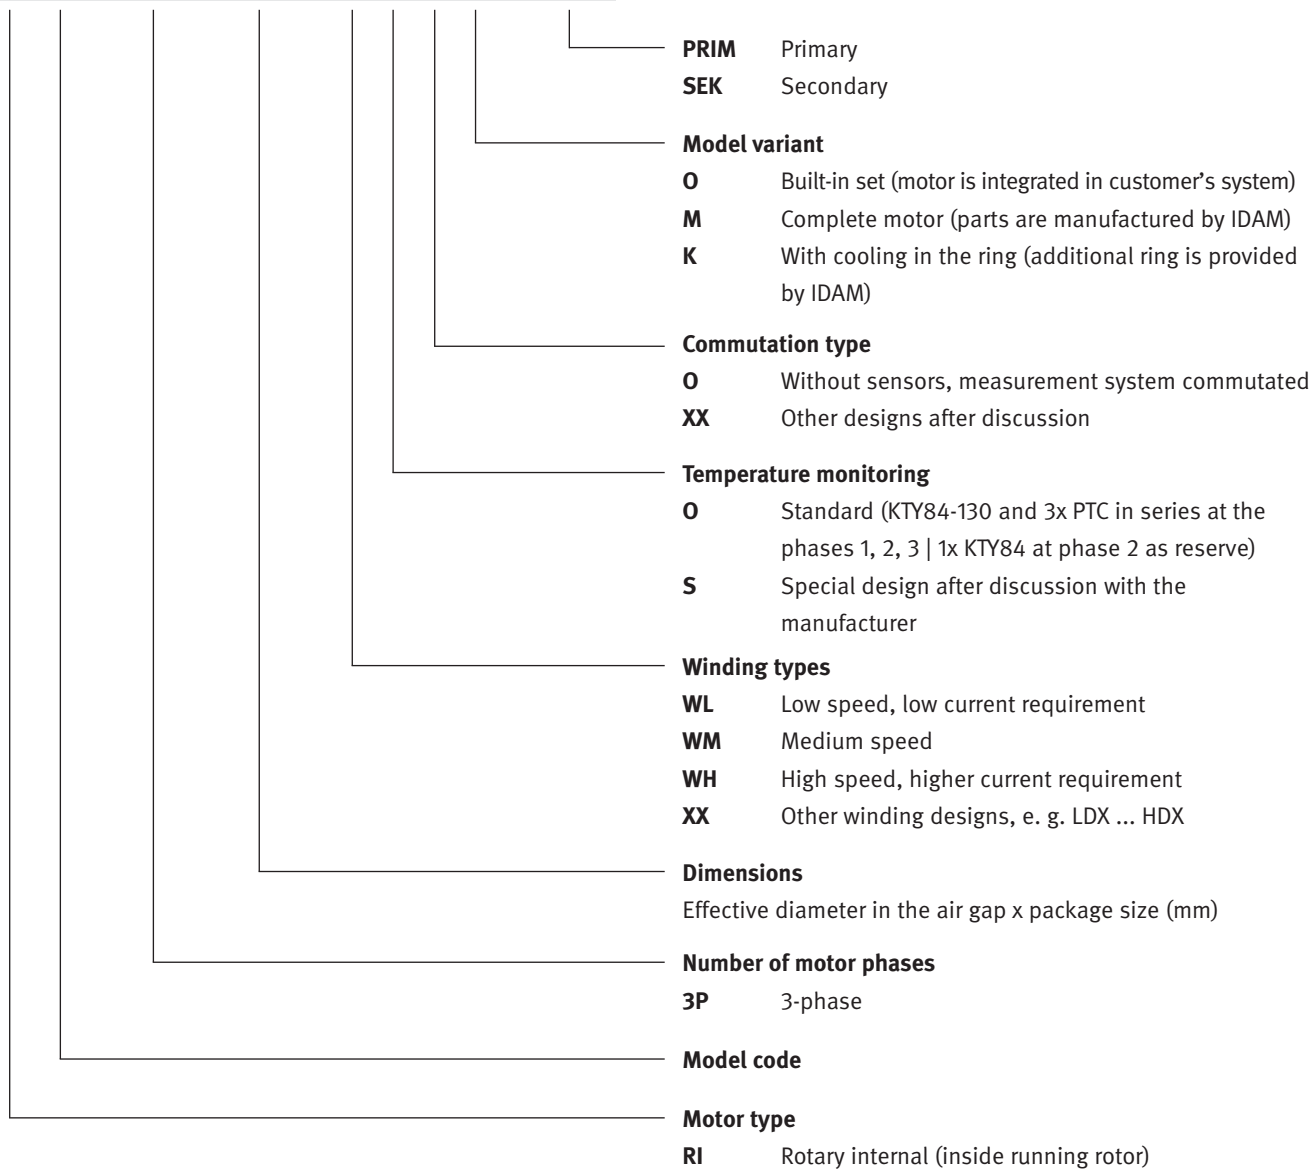 PRIM Primary
SEK Secondary
Model variant
O Built-in set (motor is integrated in customer’s system)
M Complete motor (parts are manufactured by IDAM)
K With cooling in the ring (additional ring is provided
by IDAM)
Commutation type
O Without sensors, measurement system commutated
XX Other designs after discussion
Temperature monitoring
O Standard (KTY84-130 and 3x PTC in series at the
phases 1, 2, 3 | 1x KTY84 at phase 2 as reserve)
S Special design after discussion with the
manufacturer
Winding types
WL Low speed, low current requirement
WM Medium speed
WH High speed, higher current requirement
XX Other winding designs, e. g. LDX ... HDX
Dimensions
Effective diameter in the air gap x package size (mm)
Number of motor phases
3P 3-phase
Model code
Motor type
RI Rotary internal (inside running rotor)